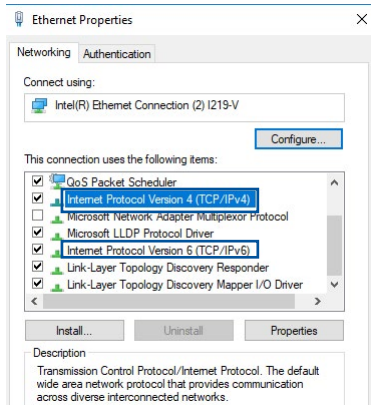 Ethernet Properties
Networking Authentication
Connect using:
Intel(R) Ethernet Connection (2) I219-V
Configure...
This connection uses the following items:
QoS Packet Scheduler
Internet Protocol Version 4 (TCP/IPv4)
Microsoft Network Adapter Multiplexor Protocol
Microsoft LLDP Protocol Driver
Internet Protocol Version 6 (TCP/IPv6)
Link-Layer Topology Discovery Responder
Link-Layer Topology Discovery Mapper I/O Driver
Install... Uninstall Properties
Description
Transmission Control Protocol/Internet Protocol. The default
wide area network protocol that provides communication
across diverse interconnected networks.